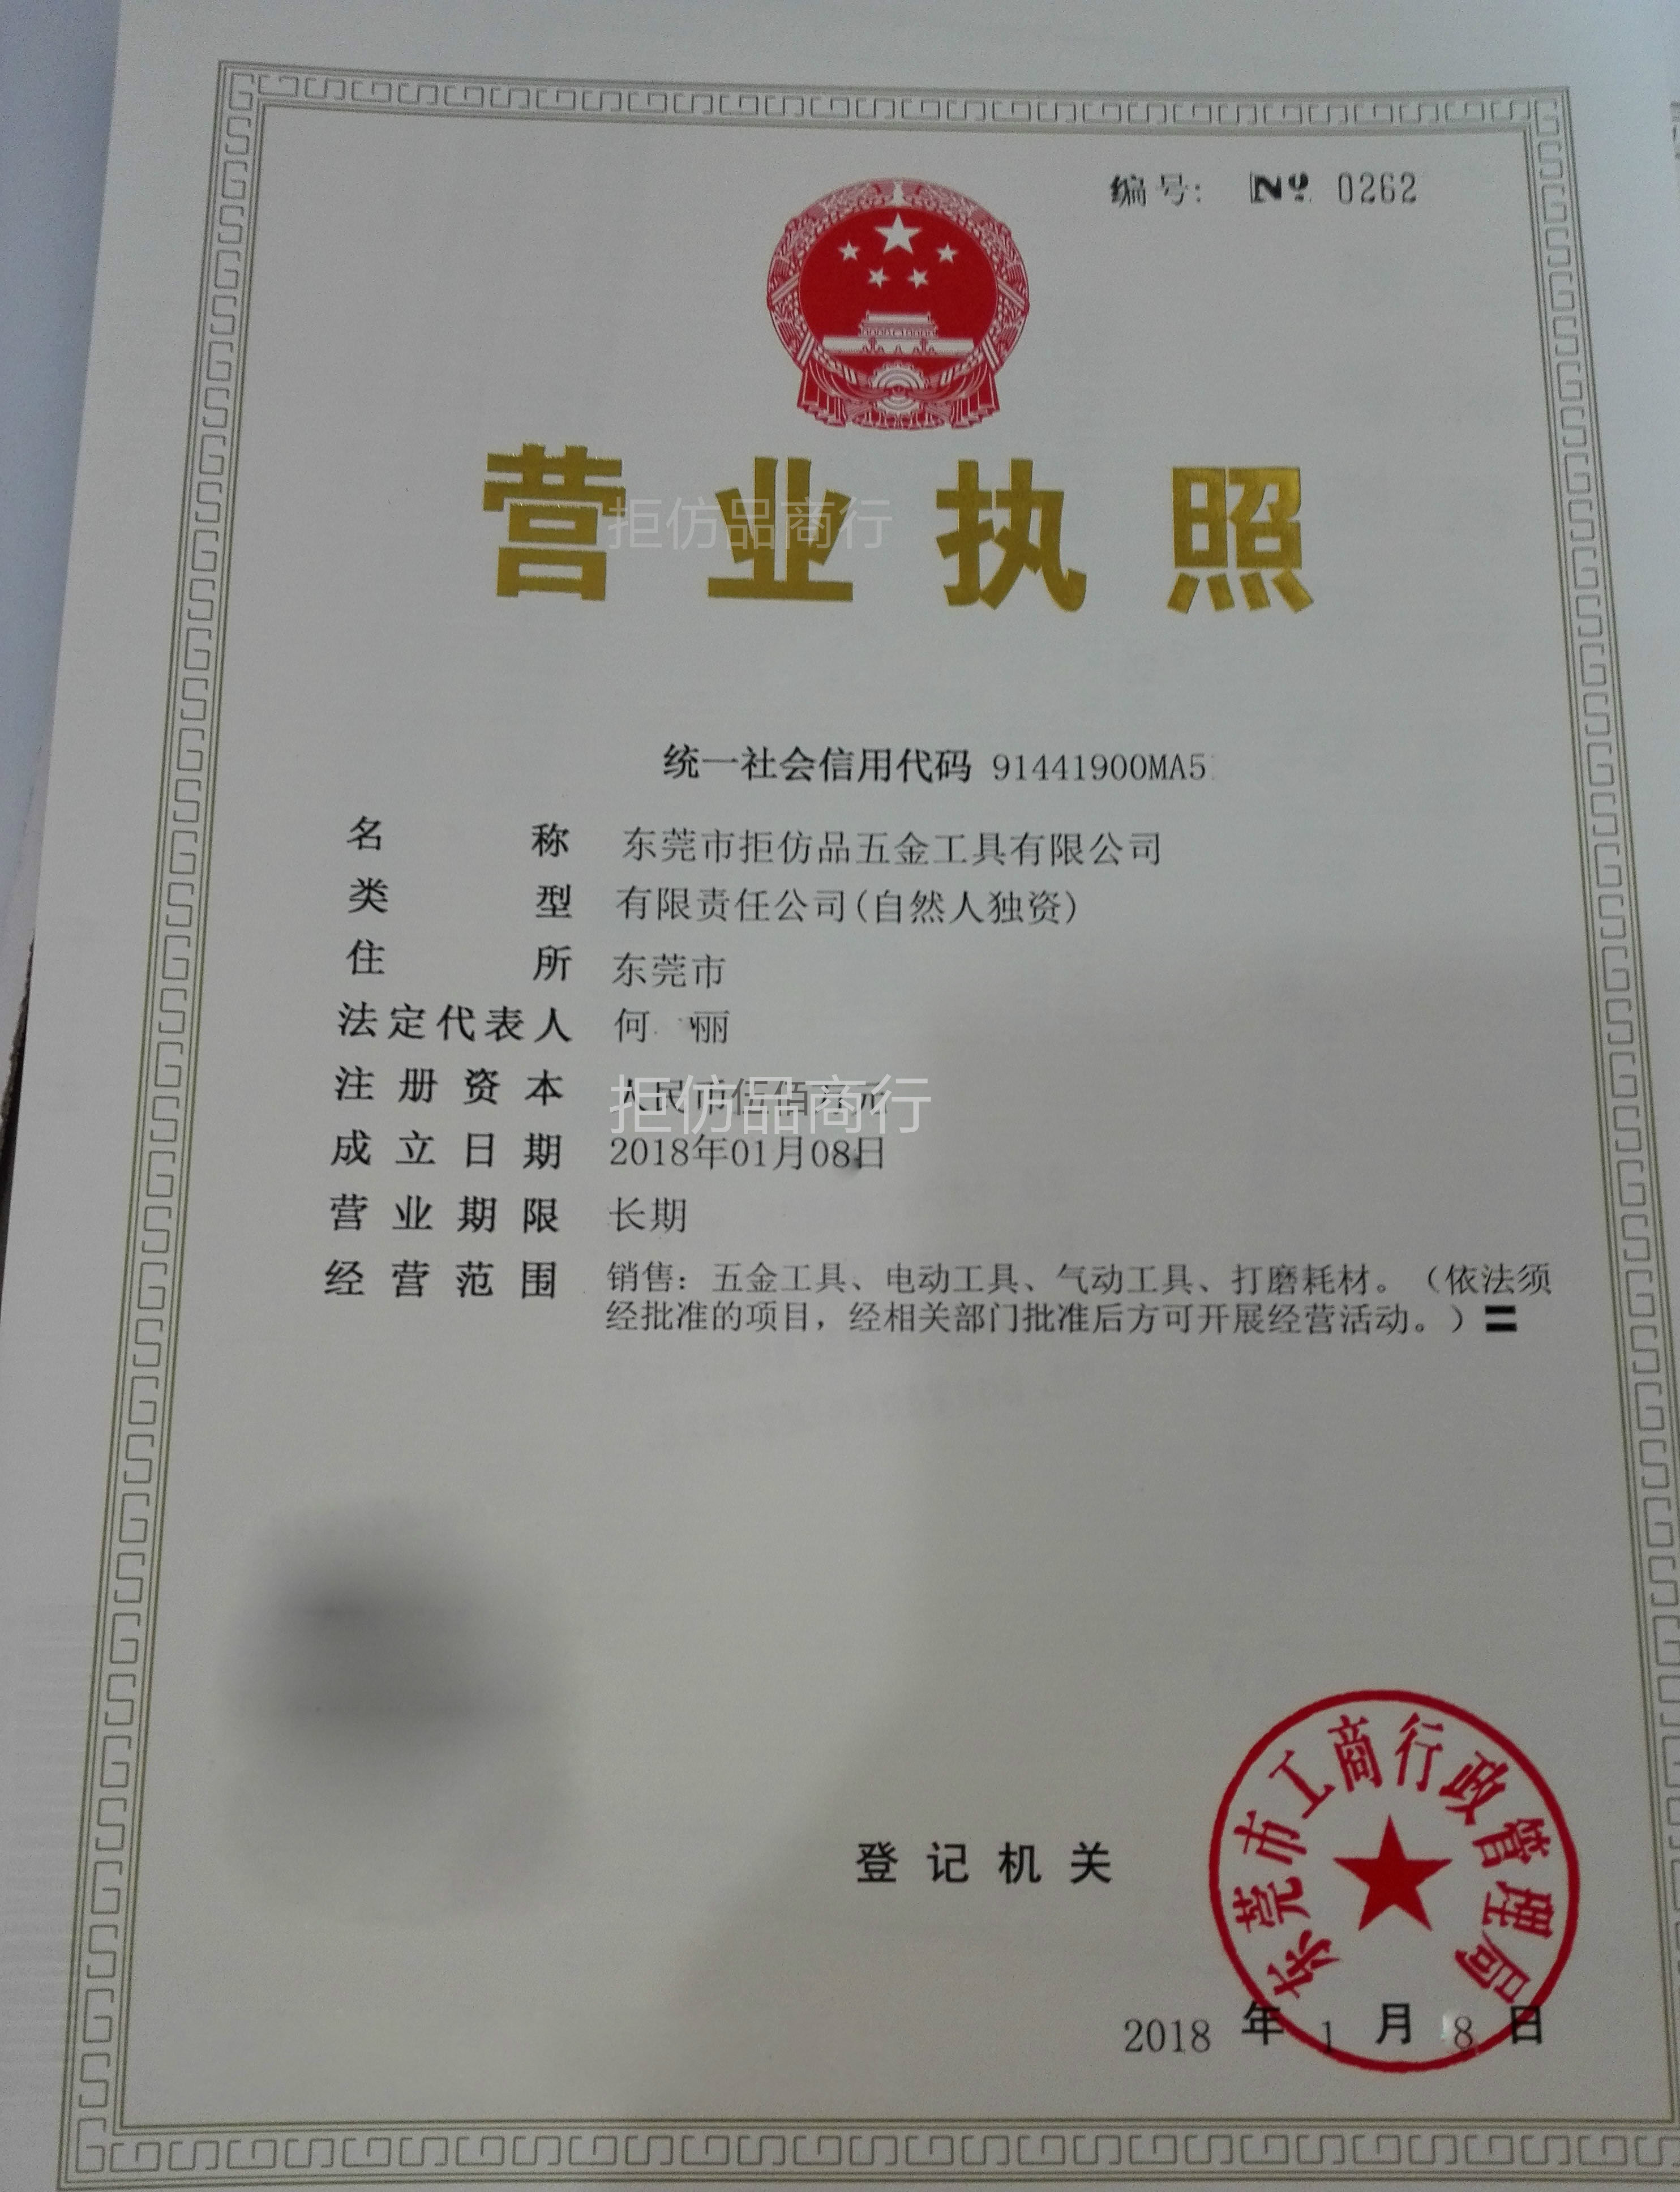 编号: № 0262
营业执照
拒仿品商行
统一社会信用代码 91441900MA5
名称 东莞市拒仿品五金工具有限公司
类型 有限责任公司(自然人独资)
住所 东莞市
法定代表人 何 丽
注册资本 人民币伍佰万元
拒仿品商行
成立日期 2018年01月08日
营业期限 长期
经营范围 销售：五金工具、电动工具、气动工具、打磨耗材。（依法须
经批准的项目，经相关部门批准后方可开展经营活动。）〓
东莞市工商行政管理局
登记机关
2018 年 1 月 8 日